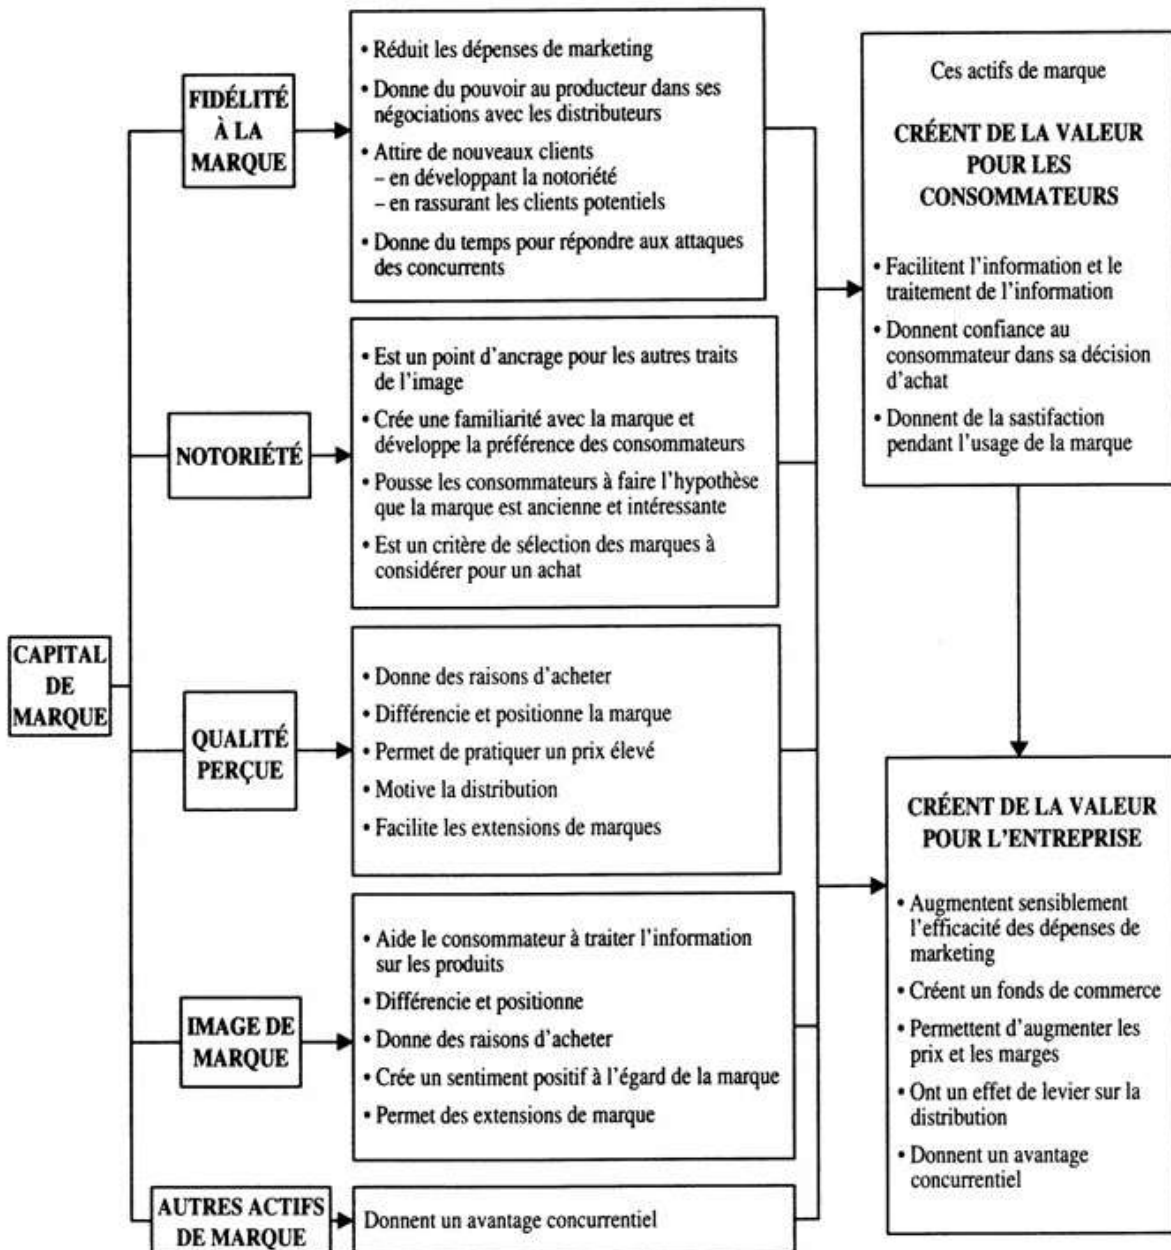 CAPITAL
DE
MARQUE
FIDÉLITÉ
À LA
MARQUE
• Réduit les dépenses de marketing
• Donne du pouvoir au producteur dans ses
négociations avec les distributeurs
• Attire de nouveaux clients
– en développant la notoriété
– en rassurant les clients potentiels
• Donne du temps pour répondre aux attaques
des concurrents
NOTORIÉTÉ
• Est un point d'ancrage pour les autres traits
de l'image
• Crée une familiarité avec la marque et
développe la préférence des consommateurs
• Pousse les consommateurs à faire l'hypothèse
que la marque est ancienne et intéressante
• Est un critère de sélection des marques à
considérer pour un achat
QUALITÉ
PERÇUE
• Donne des raisons d'acheter
• Différencie et positionne la marque
• Permet de pratiquer un prix élevé
• Motive la distribution
• Facilite les extensions de marques
IMAGE DE
MARQUE
• Aide le consommateur à traiter l'information
sur les produits
• Différencie et positionne
• Donne des raisons d'acheter
• Crée un sentiment positif à l'égard de la marque
• Permet des extensions de marque
AUTRES ACTIFS
DE MARQUE
Donnent un avantage concurrentiel
Ces actifs de marque
CRÉENT DE LA VALEUR
POUR LES
CONSOMMATEURS
• Facilitent l'information et le
traitement de l'information
• Donnent confiance au
consommateur dans sa décision
d'achat
• Donnent de la sastifaction
pendant l'usage de la marque
CRÉENT DE LA VALEUR
POUR L'ENTREPRISE
• Augmentent sensiblement
l'efficacité des dépenses de
marketing
• Créent un fonds de commerce
• Permettent d'augmenter les
prix et les marges
• Ont un effet de levier sur la
distribution
• Donnent un avantage
concurrentiel